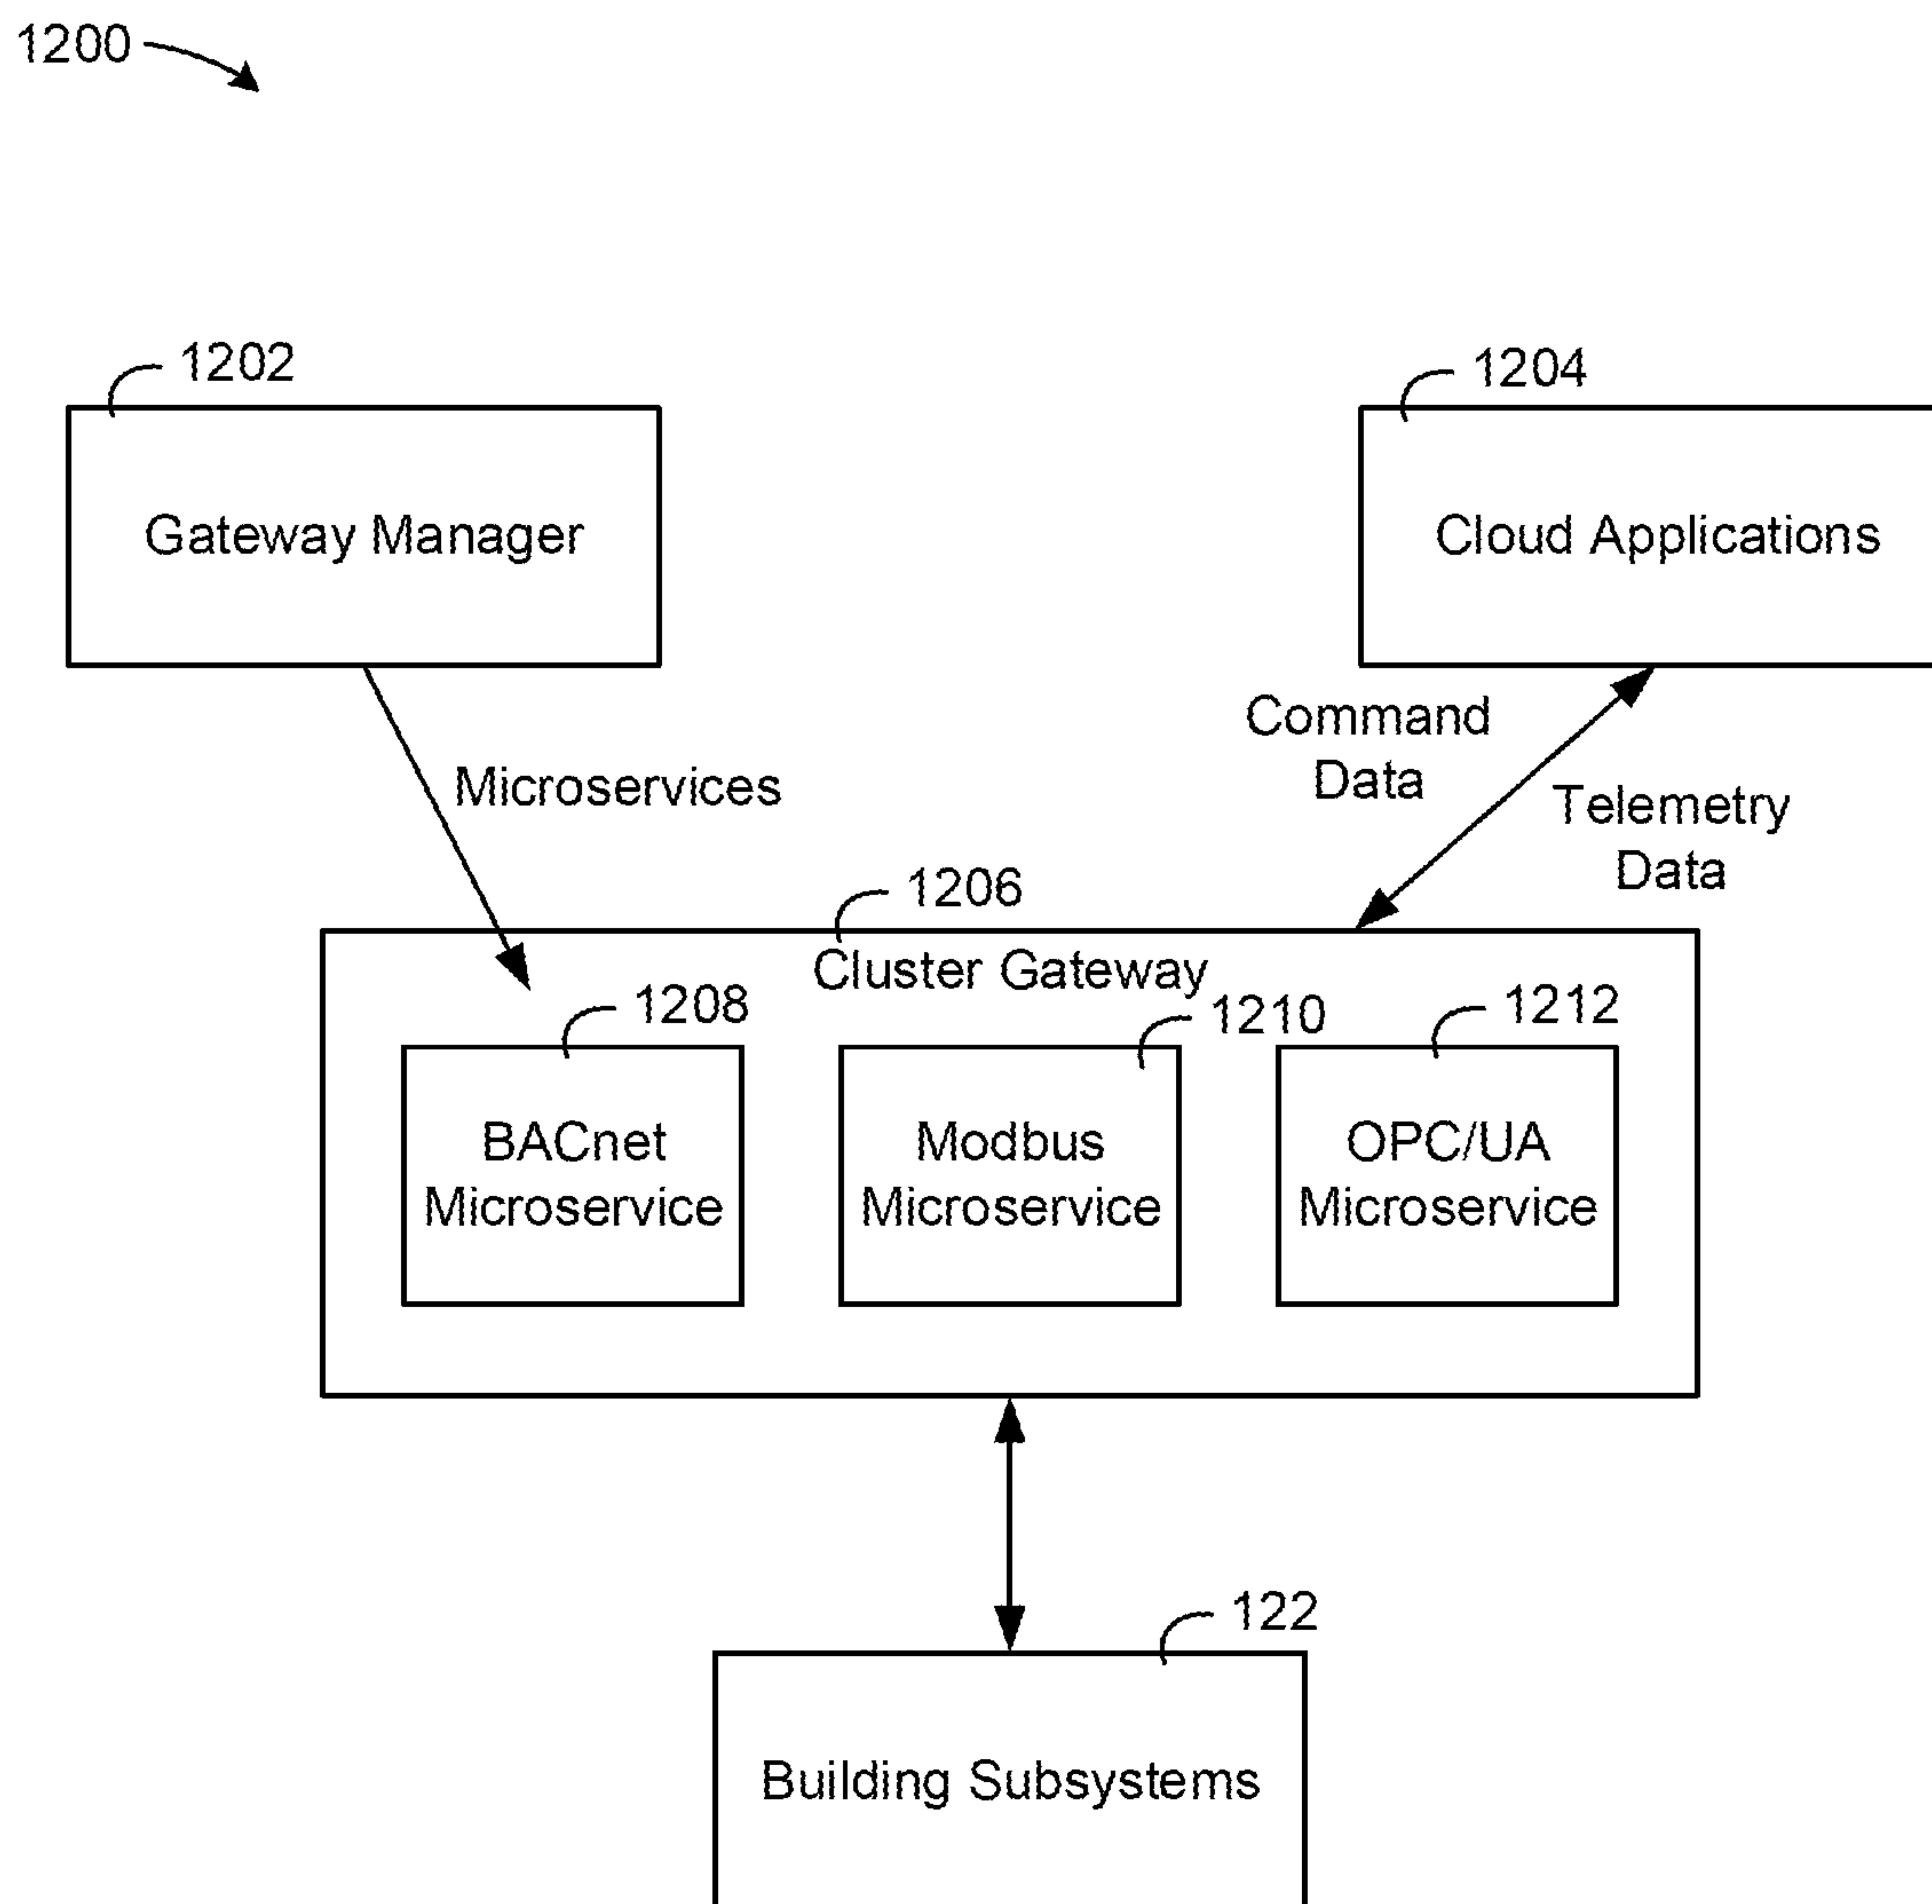 1200
1202
1204
Gateway Manager
Cloud Applications
Command
Data
Microservices
Telemetry
Data
1206
Cluster Gateway
1208
1210
1212
BACnet
Microservice
Modbus
Microservice
OPC/UA
Microservice
122
Building Subsystems